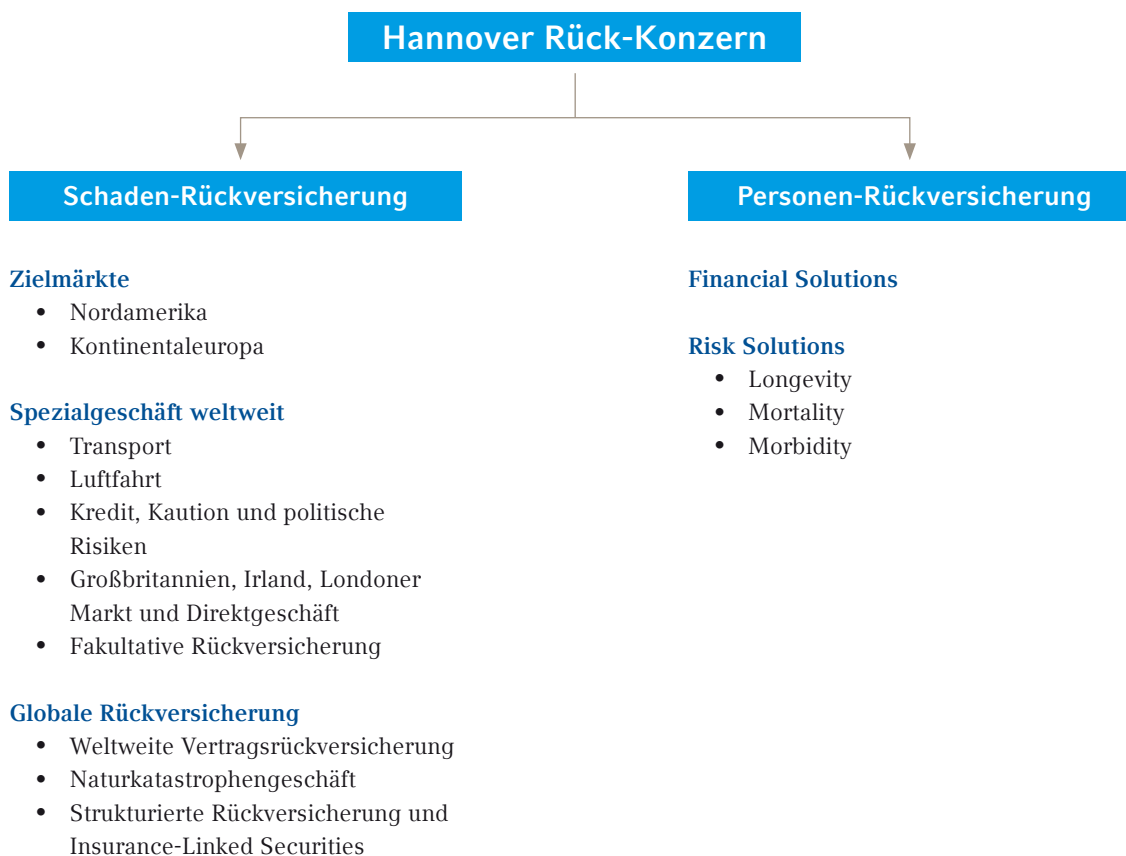 Hannover Rück-Konzern
Schaden-Rückversicherung
Zielmärkte
• Nordamerika
• Kontinentaleuropa
Spezialgeschäft weltweit
• Transport
• Luftfahrt
• Kredit, Kaution und politische
Risiken
• Großbritannien, Irland, Londoner
Markt und Direktgeschäft
• Fakultative Rückversicherung
Globale Rückversicherung
• Weltweite Vertragsrückversicherung
• Naturkatastrophengeschäft
• Strukturierte Rückversicherung und
Insurance-Linked Securities
Personen-Rückversicherung
Financial Solutions
Risk Solutions
• Longevity
• Mortality
• Morbidity